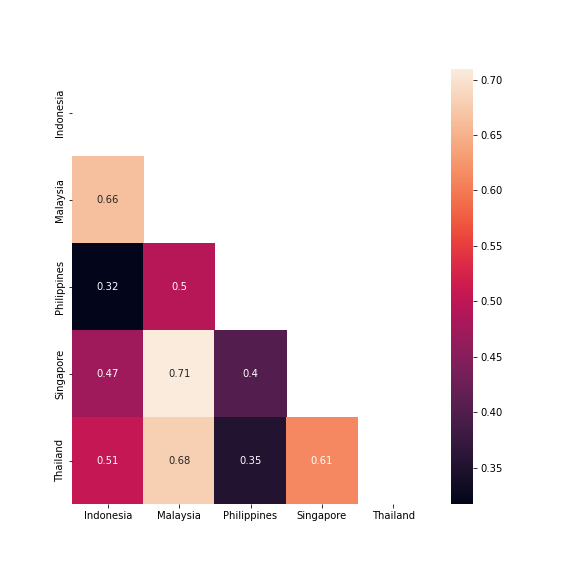 Indonesia
Malaysia
Philippines
Singapore
Thailand
0.66
0.32 0.5
0.47 0.71 0.4
0.51 0.68 0.35 0.61
Indonesia Malaysia Philippines Singapore Thailand
0.70
0.65
0.60
0.55
0.50
0.45
0.40
0.35